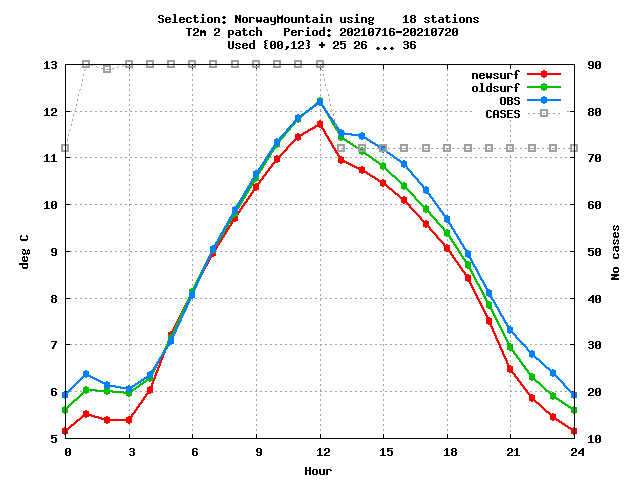 Selection: NorwayMountain using    18 stations
T2m 2 patch   Period: 20210716-20210720
Used {00,12} + 25 26 ... 36
newsurf
oldsurf
OBS
CASES
13
12
11
10
9
8
7
6
5
deg C
90
80
70
60
50
40
30
20
10
No cases
0 3 6 9 12 15 18 21 24
Hour